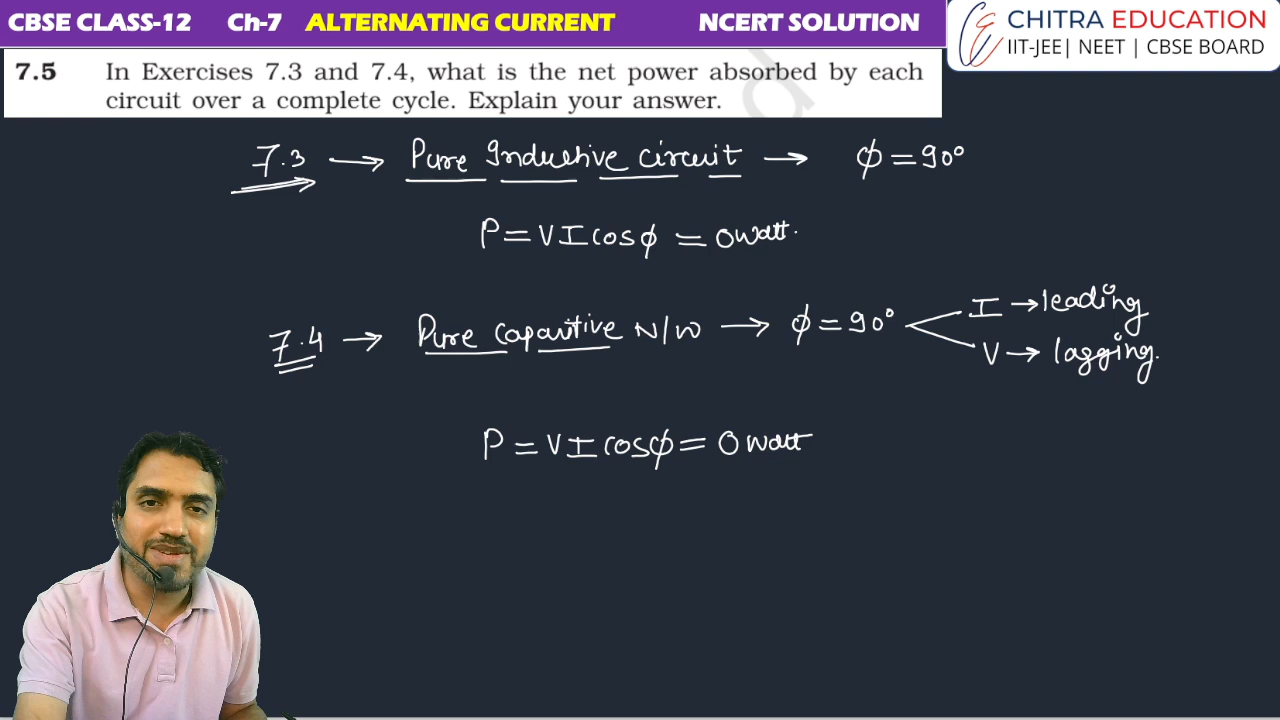 CBSE CLASS-12 Ch-7 ALTERNATING CURRENT NCERT SOLUTION
CHITRA EDUCATION
IIT-JEE| NEET | CBSE BOARD
7.5 In Exercises 7.3 and 7.4, what is the net power absorbed by each
circuit over a complete cycle. Explain your answer.
7.3 → Pure Inductive circuit → ϕ = 90°
P = VI cosϕ = 0 watt.
7.4 → Pure capacitive N/W → ϕ = 90°
I → leading
V → lagging.
P = VI cosϕ = 0 watt